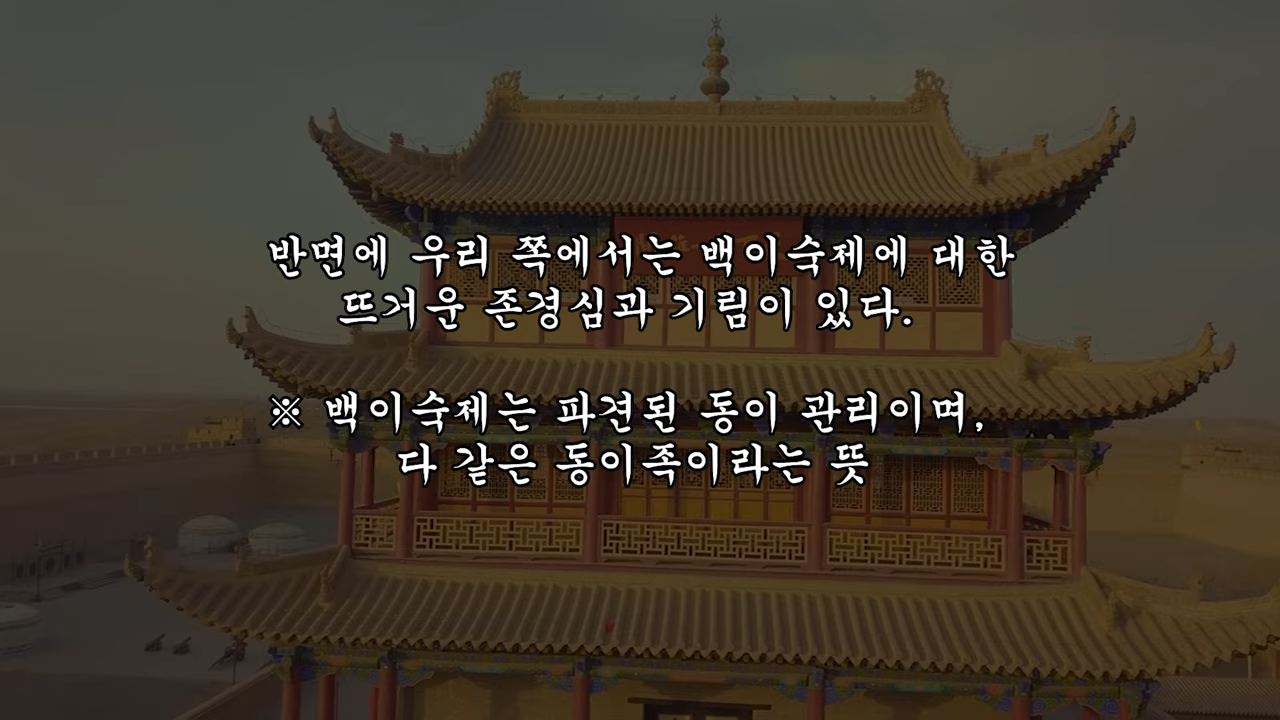 반면에 우리 쪽에서는 백이숙제에 대한
뜨거운 존경심과 기림이 있다.
※ 백이숙제는 파견된 동이 관리이며,
다 같은 동이족이라는 뜻